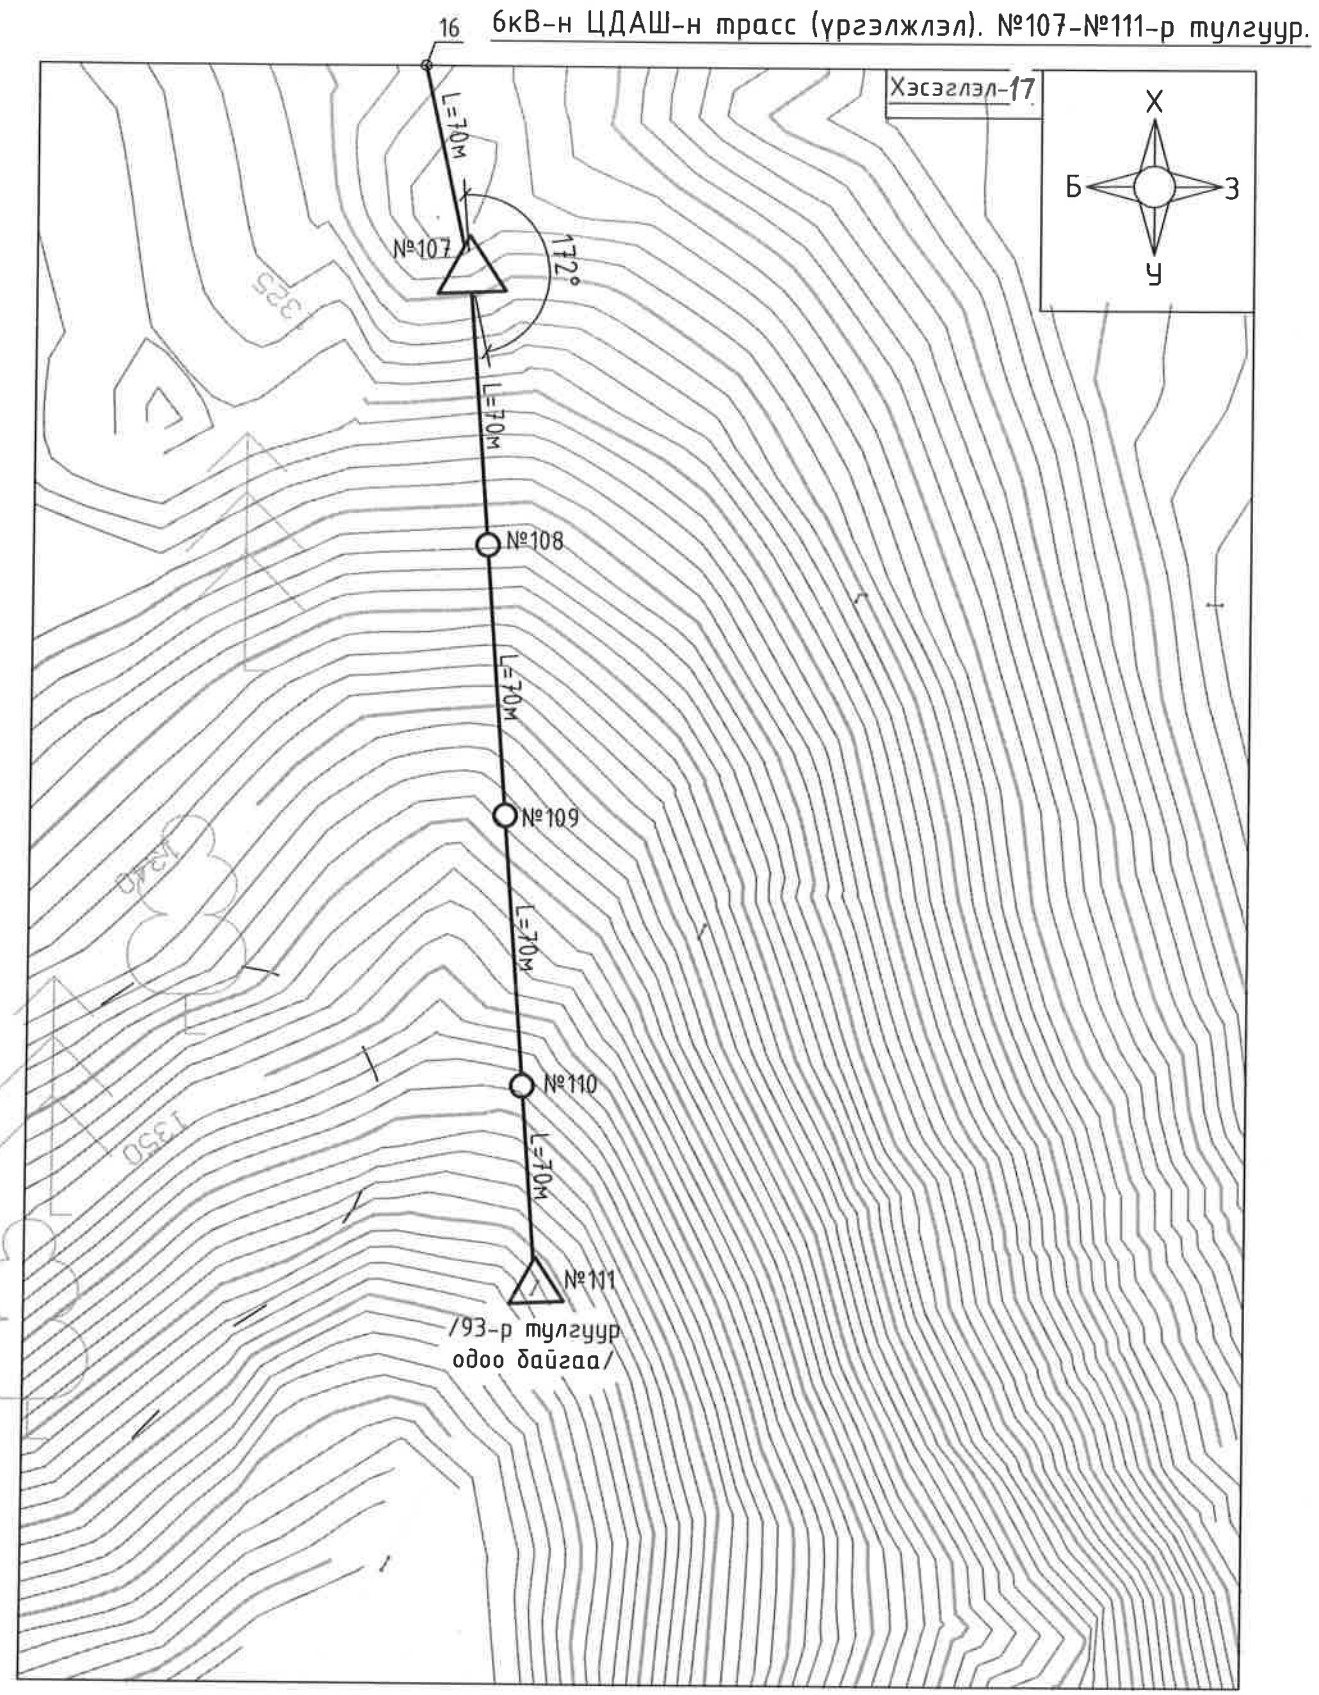 16
6кВ-н ЦДАШ-н трасс (үргэлжлэл). №107-№111-р тулгуур.
Хэсэглэл-17
Х
Б
З
У
L=70м
№107
172°
1325
L=70м
№108
L=70м
№109
1340
L=70м
№110
1350
L=70м
№111
/93-р тулгуур
одоо байгаа/